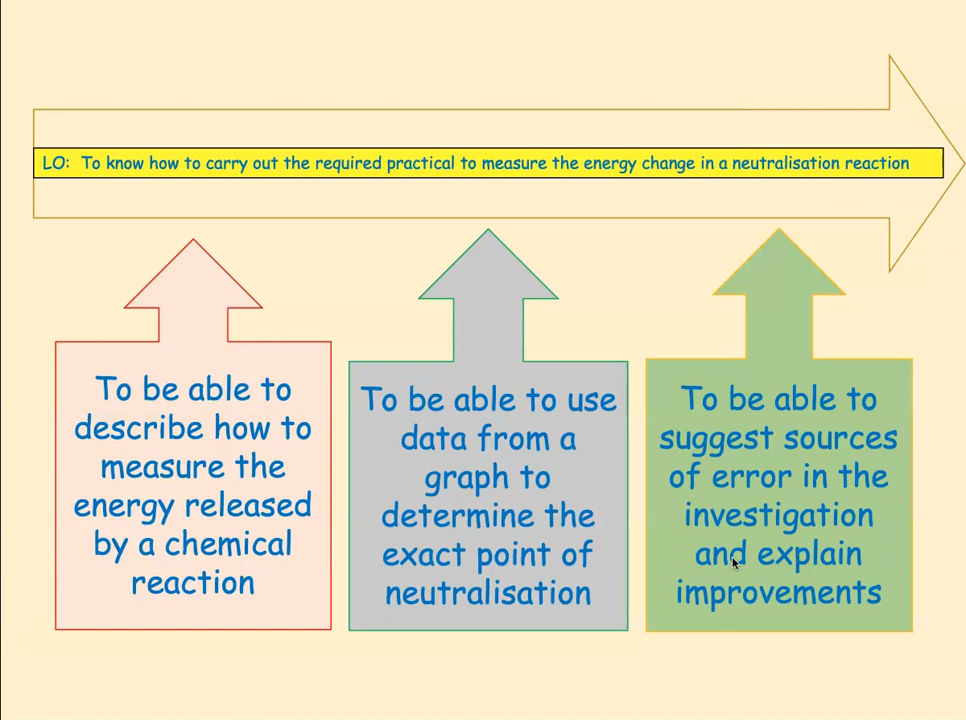 LO:  To know how to carry out the required practical to measure the energy change in a neutralisation reaction
To be able to
describe how to
measure the
energy released
by a chemical
reaction
To be able to use
data from a
graph to
determine the
exact point of
neutralisation
To be able to
suggest sources
of error in the
investigation
and explain
improvements